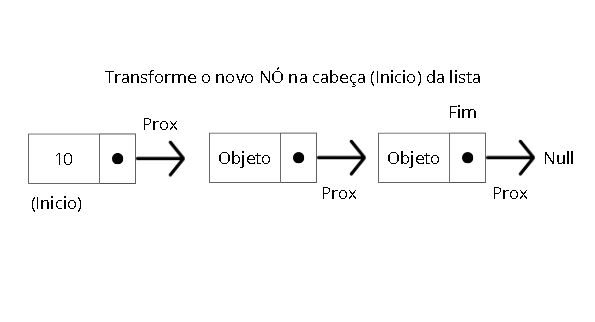 Transforme o novo NÓ na cabeça (Inicio) da lista
Fim
Prox
10
Objeto
Objeto
Null
Prox
Prox
(Inicio)